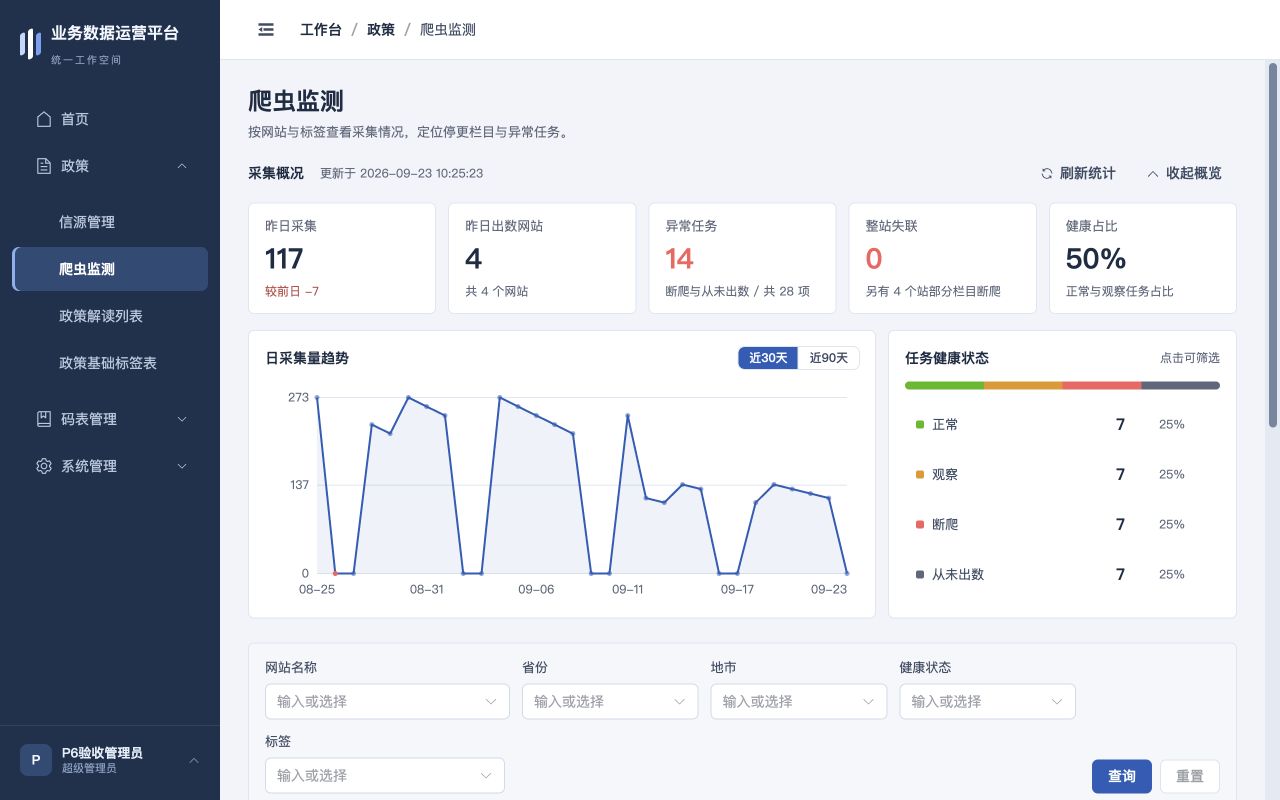 业务数据运营平台
统一工作空间
首页
政策
信源管理
爬虫监测
政策解读列表
政策基础标签表
码表管理
系统管理
P
P6验收管理员
超级管理员
工作台 / 政策 / 爬虫监测
爬虫监测
按网站与标签查看采集情况，定位停更栏目与异常任务。
采集概况 更新于 2026-09-23 10:25:23
刷新统计 收起概览
昨日采集
117
较前日 -7
昨日出数网站
4
共 4 个网站
异常任务
14
断爬与从未出数 / 共 28 项
整站失联
0
另有 4 个站部分栏目断爬
健康占比
50%
正常与观察任务占比
日采集量趋势
近30天 近90天
273
137
0
08-25 08-31 09-06 09-11 09-17 09-23
任务健康状态 点击可筛选
正常 7 25%
观察 7 25%
断爬 7 25%
从未出数 7 25%
网站名称 省份 地市 健康状态
输入或选择 输入或选择 输入或选择 输入或选择
标签
输入或选择
查询 重置